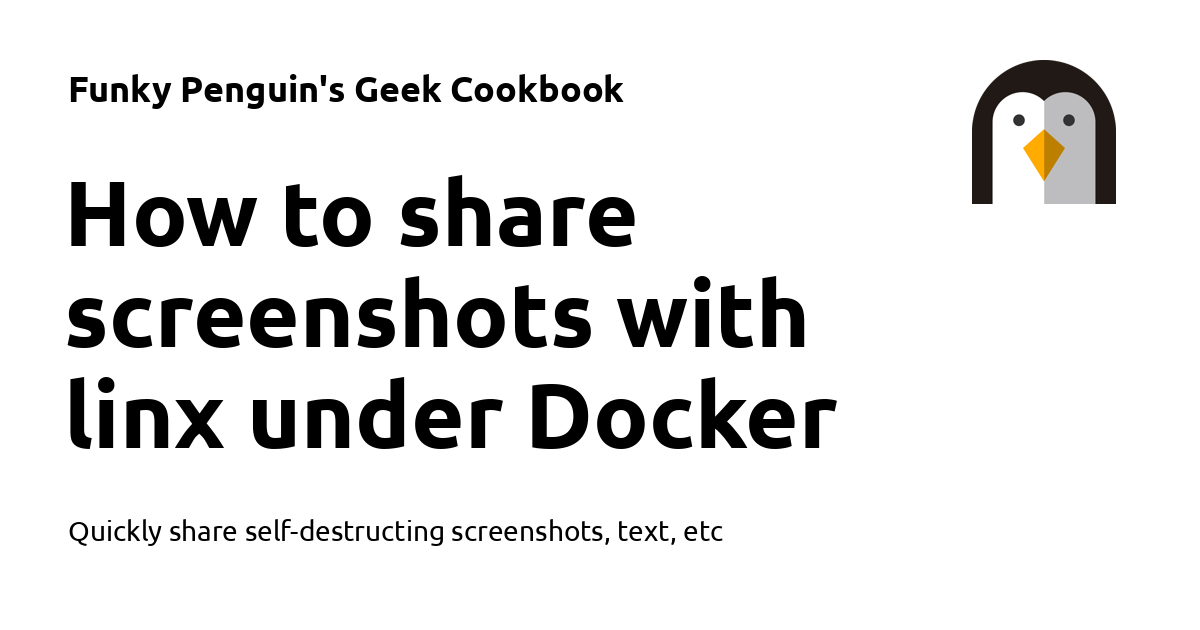 Funky Penguin's Geek Cookbook
How to share
screenshots with
linx under Docker
Quickly share self-destructing screenshots, text, etc